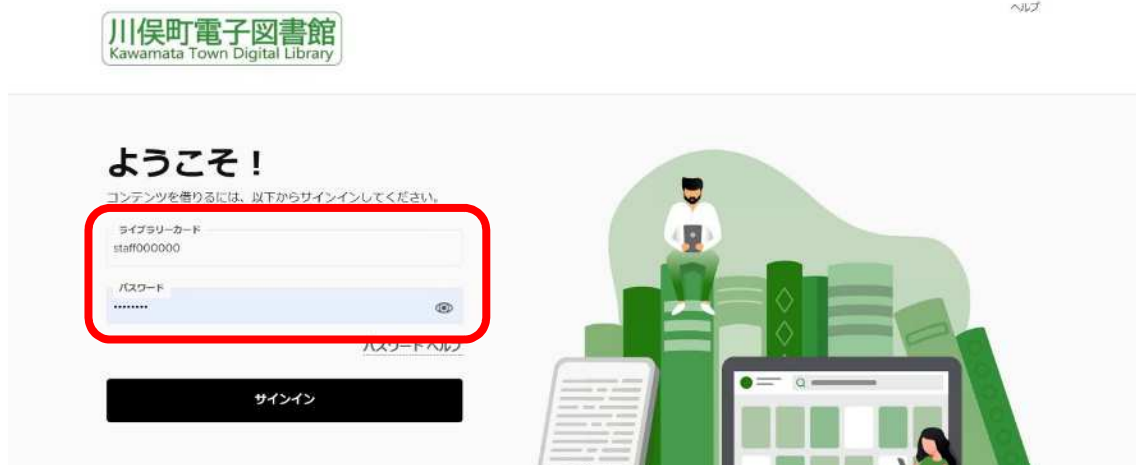 ヘルプ
川俣町電子図書館
Kawamata Town Digital Library
ようこそ！
コンテンツを借りるには、以下からサインインしてください。
ライブラリーカード
staff000000
パスワード
••••••••
パスワード ヘルプ
サインイン